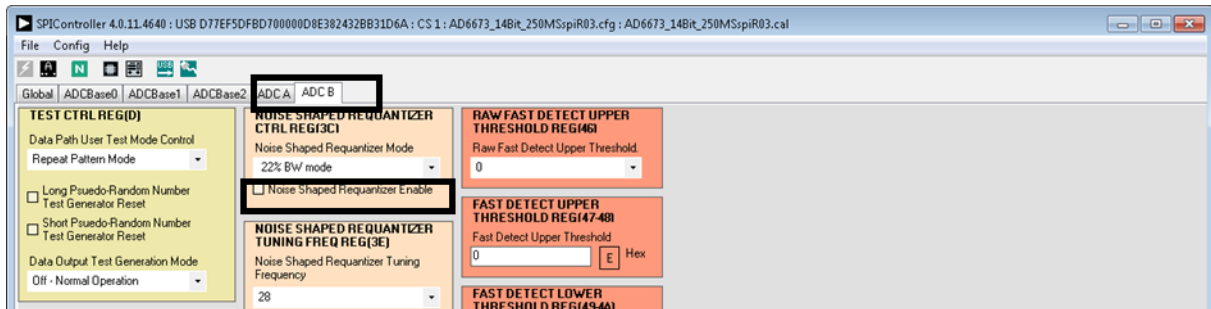 SPIController 4.0.11.4640 : USB D77EF5DFBD700000D8E382432BB31D6A : CS 1 : AD6673_14Bit_250MSspiR03.cfg : AD6673_14Bit_250MSspiR03.cal
File Config Help
Global ADCBase0 ADCBase1 ADCBase2 ADC A ADC B
TEST CTRL REG(D)
Data Path User Test Mode Control
Repeat Pattern Mode
Long Psuedo-Random Number
Test Generator Reset
Short Psuedo-Random Number
Test Generator Reset
Data Output Test Generation Mode
Off - Normal Operation
NOISE SHAPED REQUANTIZER
CTRL REG(3C)
Noise Shaped Requantizer Mode
22% BW mode
Noise Shaped Requantizer Enable
NOISE SHAPED REQUANTIZER
TUNING FREQ REG(3E)
Noise Shaped Requantizer Tuning
Frequency
28
RAW FAST DETECT UPPER
THRESHOLD REG(46)
Raw Fast Detect Upper Threshold.
0
FAST DETECT UPPER
THRESHOLD REG(47-48)
Fast Detect Upper Threshold
0 E Hex
FAST DETECT LOWER
THRESHOLD REG(49-4A)